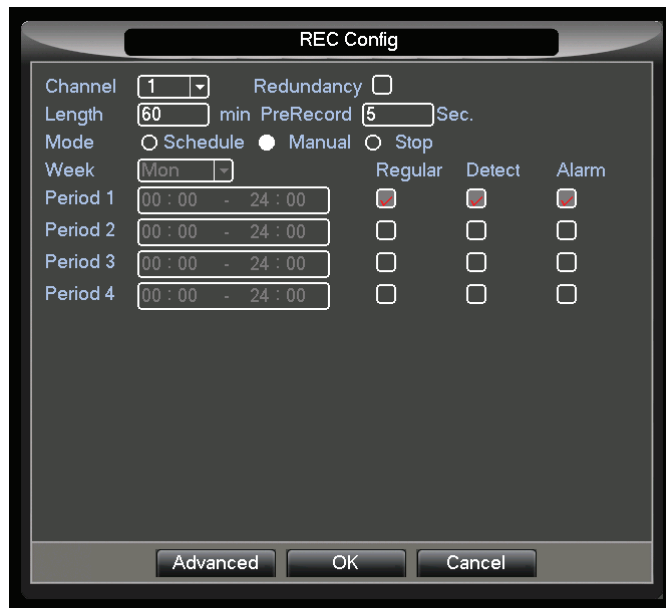 REC Config
Channel 1 Redundancy
Length 60 min PreRecord 5 Sec.
Mode Schedule Manual Stop
Week Mon Regular Detect Alarm
Period 1 00 : 00 - 24 : 00
Period 2 00 : 00 - 24 : 00
Period 3 00 : 00 - 24 : 00
Period 4 00 : 00 - 24 : 00
Advanced OK Cancel